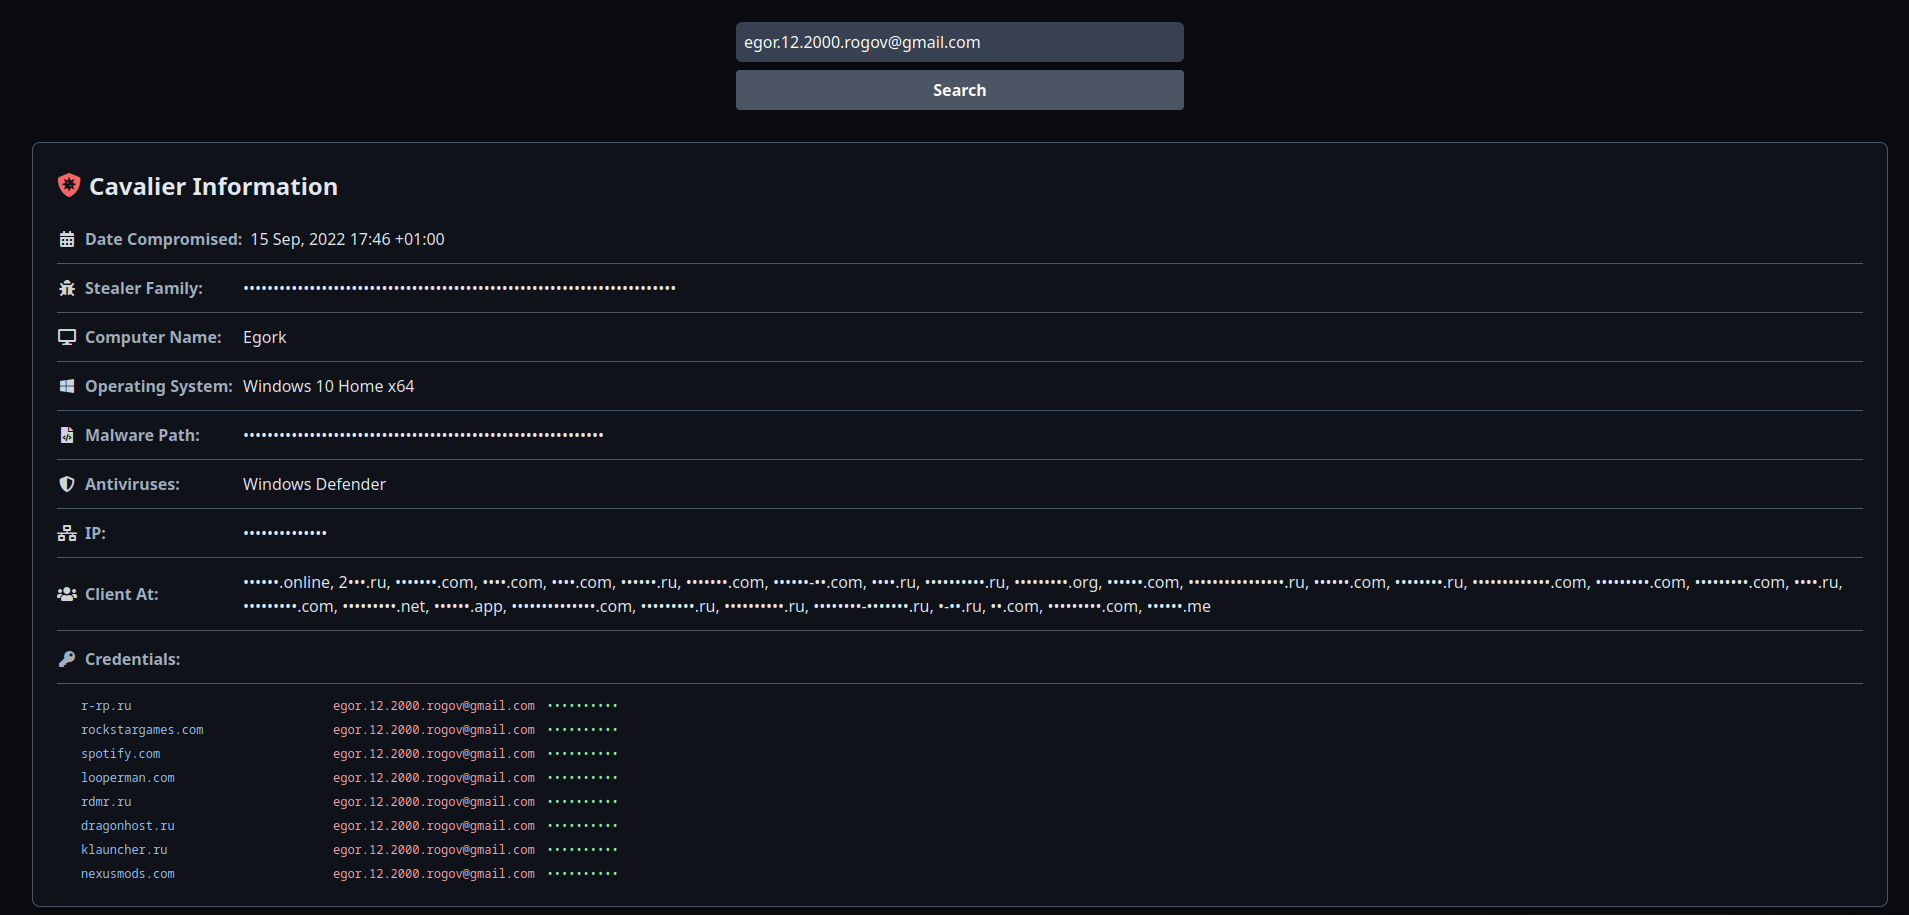 egor.12.2000.rogov@gmail.com
Search
Cavalier Information
Date Compromised: 15 Sep, 2022 17:46 +01:00
Stealer Family: ••••••••••••••••••••••••••••••••••••••••••••••••••••••••••••••••••••••••
Computer Name: Egork
Operating System: Windows 10 Home x64
Malware Path: ••••••••••••••••••••••••••••••••••••••••••••••••••••••••••••
Antiviruses: Windows Defender
IP: ••••••••••••••
Client At: ••••••.online, 2•••.ru, •••••••.com, ••••.com, ••••.com, ••••••.ru, •••••••.com, ••••••-••.com, ••••.ru, ••••••••••.ru, •••••••••.org, ••••••.com, ••••••••••••••••.ru, ••••••.com, ••••••••.ru, •••••••••••••.com, •••••••••.com, •••••••••.com, ••••.ru,
•••••••••.com, •••••••••.net, ••••••.app, ••••••••••••••.com, •••••••••.ru, ••••••••••.ru, ••••••••-•••••••.ru, •-••.ru, ••.com, •••••••••.com, ••••••.me
Credentials:
r-rp.ru egor.12.2000.rogov@gmail.com ••••••••••
rockstargames.com egor.12.2000.rogov@gmail.com ••••••••••
spotify.com egor.12.2000.rogov@gmail.com ••••••••••
looperman.com egor.12.2000.rogov@gmail.com ••••••••••
rdmr.ru egor.12.2000.rogov@gmail.com ••••••••••
dragonhost.ru egor.12.2000.rogov@gmail.com ••••••••••
klauncher.ru egor.12.2000.rogov@gmail.com ••••••••••
nexusmods.com egor.12.2000.rogov@gmail.com ••••••••••